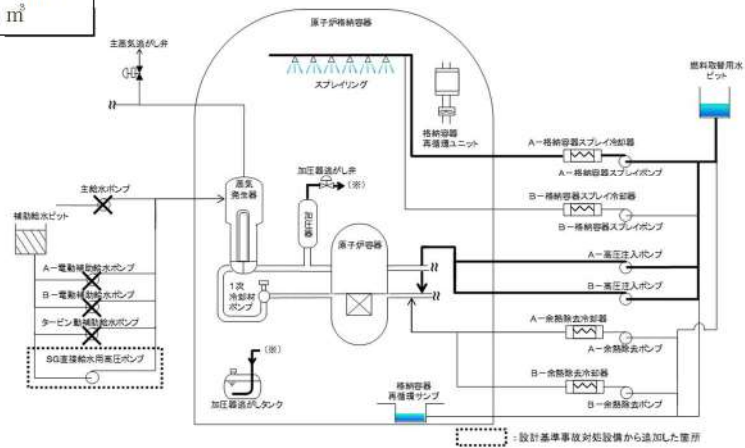 m³
原子炉格納容器
主蒸気逃がし弁
スプレイリング
燃料取替用水
ピット
格納容器
再循環ユニット
A-格納容器スプレイ冷却器
A-格納容器スプレイポンプ
加圧器逃がし弁
(※)
主給水ポンプ
蒸気
発生器
加圧器
B-格納容器スプレイ冷却器
B-格納容器スプレイポンプ
補助給水ピット
原子炉容器
A-高圧注入ポンプ
A-電動補助給水ポンプ
1次
冷却材
ポンプ
B-高圧注入ポンプ
B-電動補助給水ポンプ
タービン動補助給水ポンプ
A-余熱除去冷却器
A-余熱除去ポンプ
SG直接給水用高圧ポンプ
(※)
B-余熱除去冷却器
B-余熱除去ポンプ
加圧器逃がしタンク
格納容器
再循環サンプ
:設計基準事故対処設備から追加した箇所